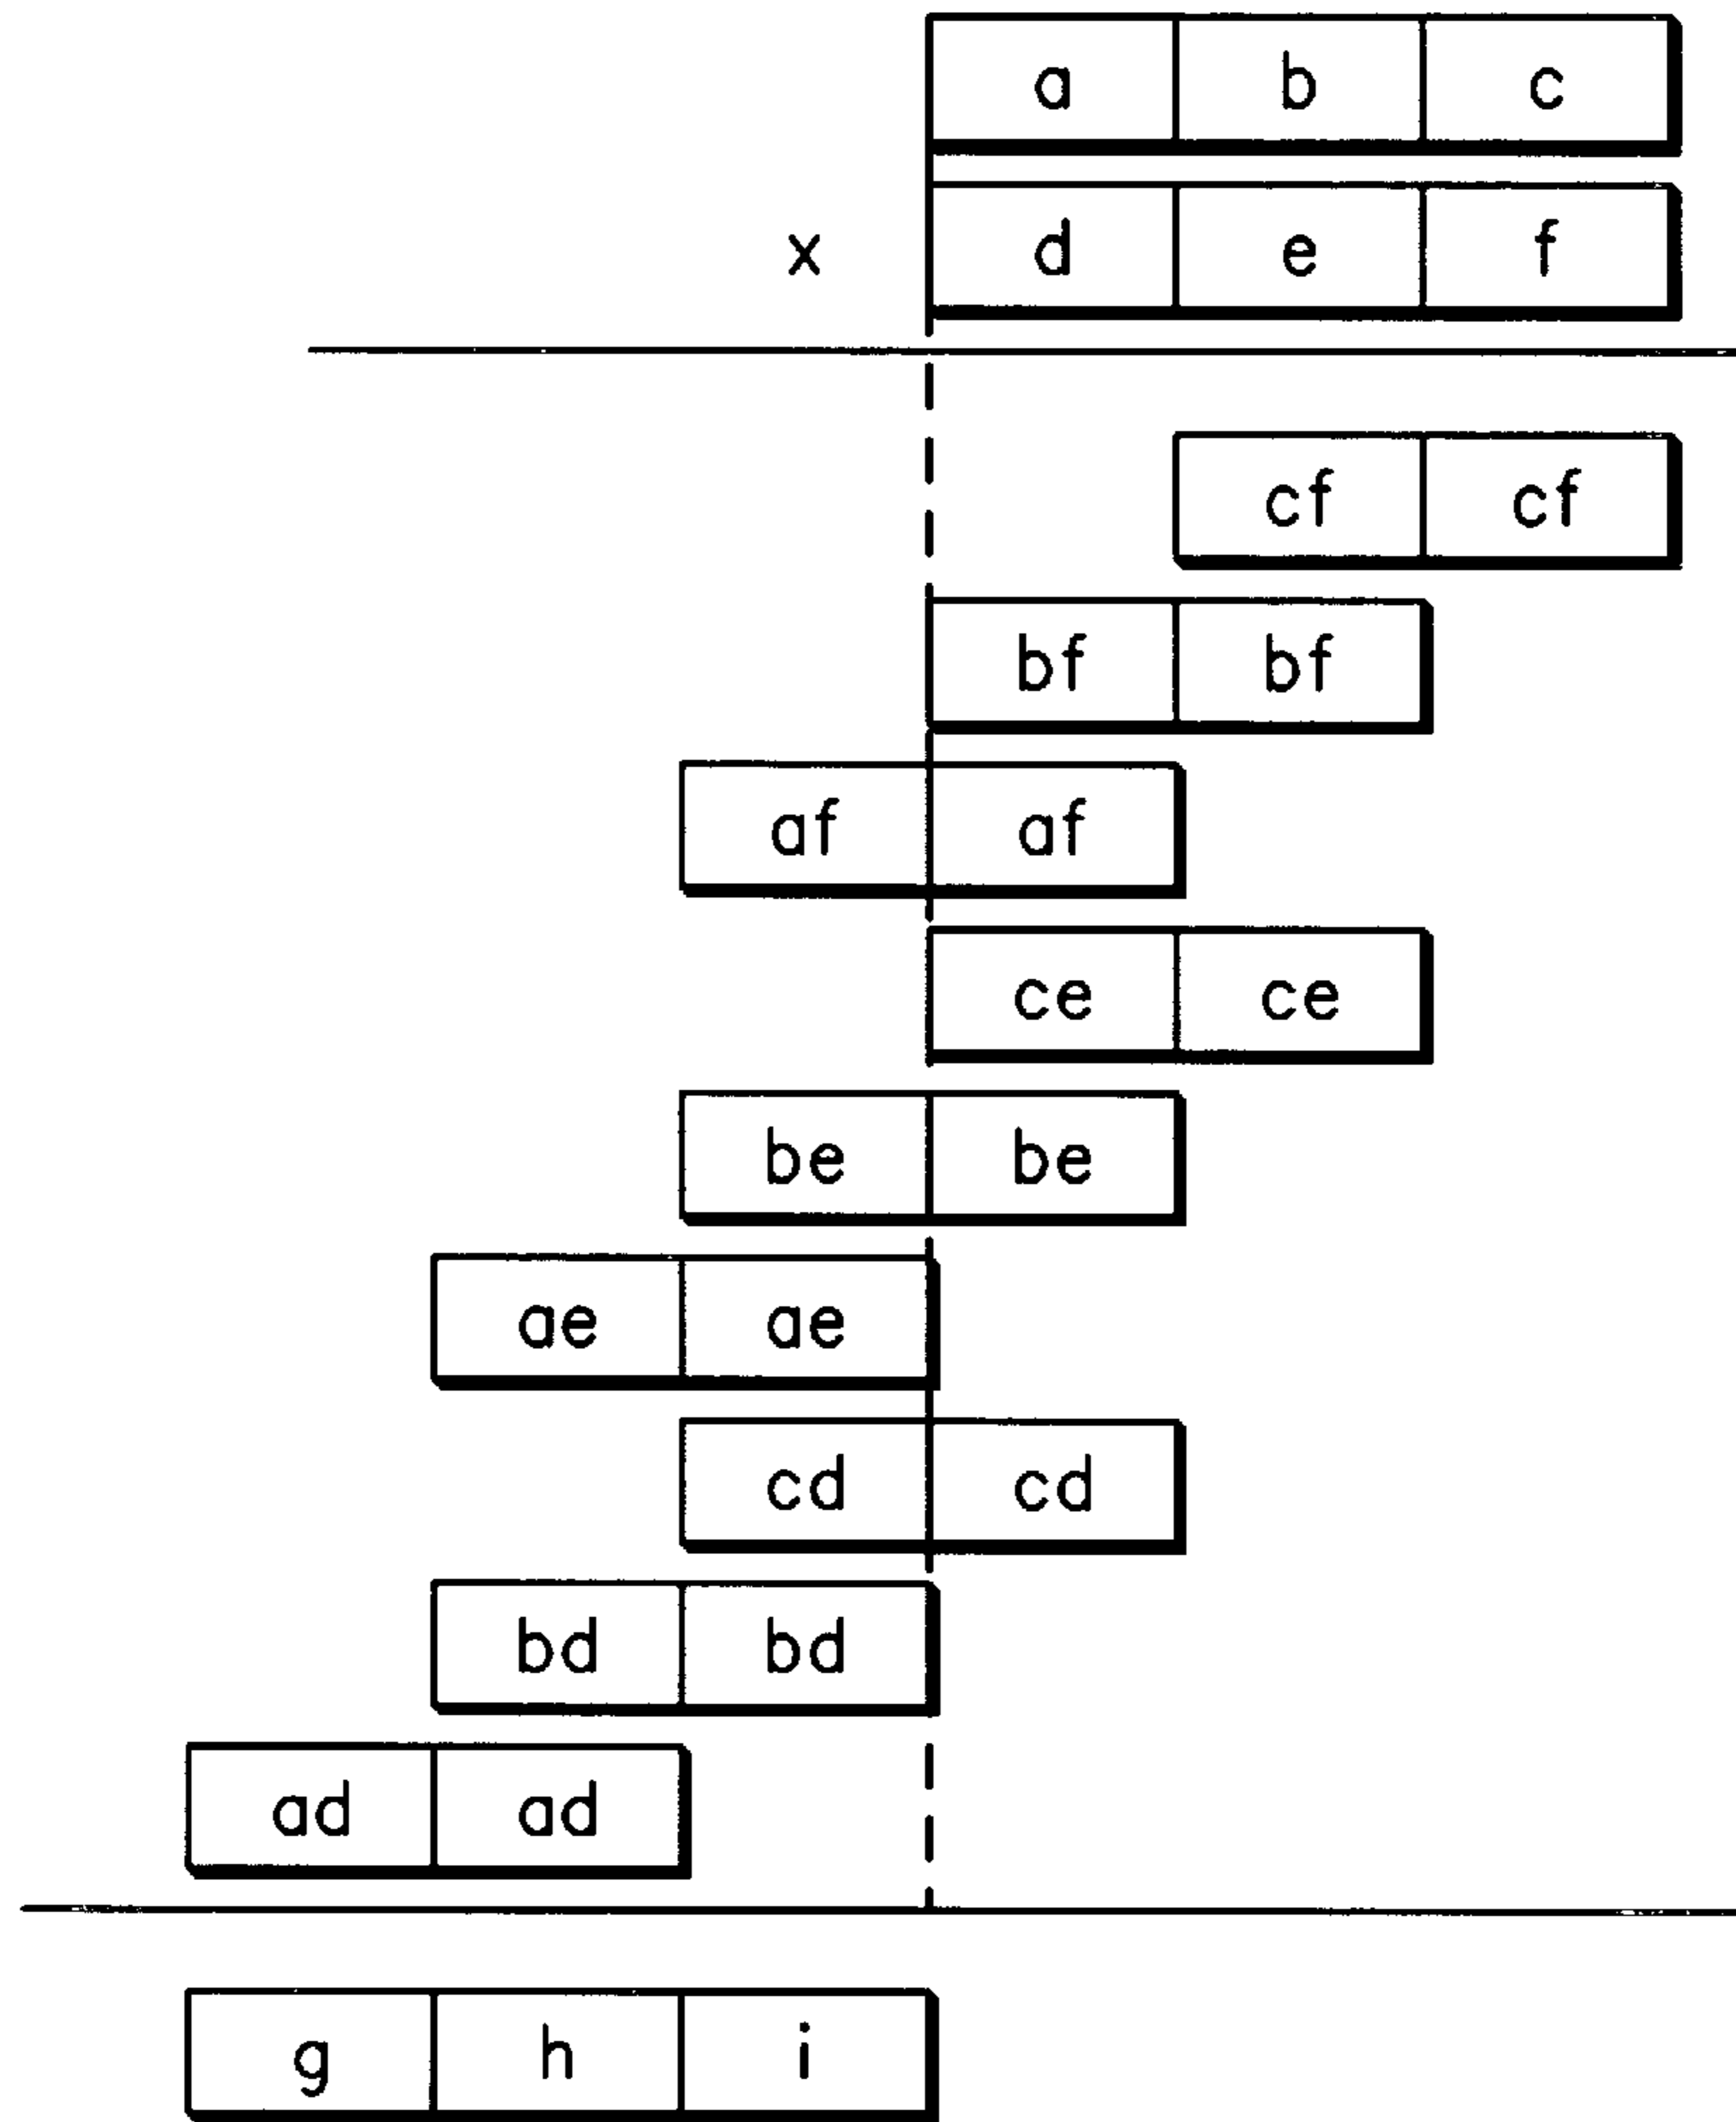 a b c
x d e f
cf cf
bf bf
af af
ce ce
be be
ae ae
cd cd
bd bd
ad ad
g h i